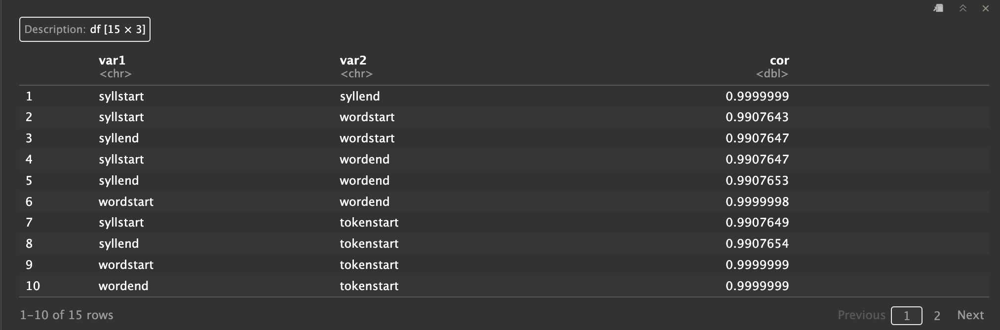 Description: df [15 × 3]
var1 var2 cor
<chr> <chr> <dbl>
1 syllstart syllend 0.9999999
2 syllstart wordstart 0.9907643
3 syllend wordstart 0.9907647
4 syllstart wordend 0.9907647
5 syllend wordend 0.9907653
6 wordstart wordend 0.9999998
7 syllstart tokenstart 0.9907649
8 syllend tokenstart 0.9907654
9 wordstart tokenstart 0.9999999
10 wordend tokenstart 0.9999999
1-10 of 15 rows Previous 1 2 Next